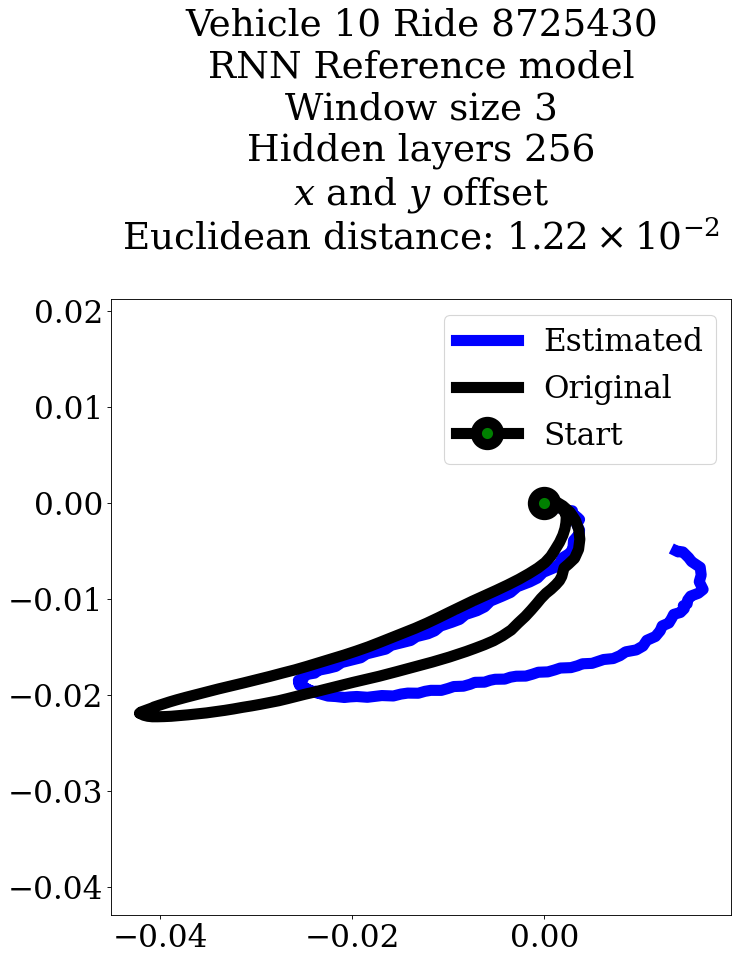 Vehicle 10 Ride 8725430
RNN Reference model
Window size 3
Hidden layers 256
x and y offset
Euclidean distance: 1.22 × 10⁻²
0.02
0.01
0.00
−0.01
−0.02
−0.03
−0.04
Estimated
Original
Start
−0.04 −0.02 0.00